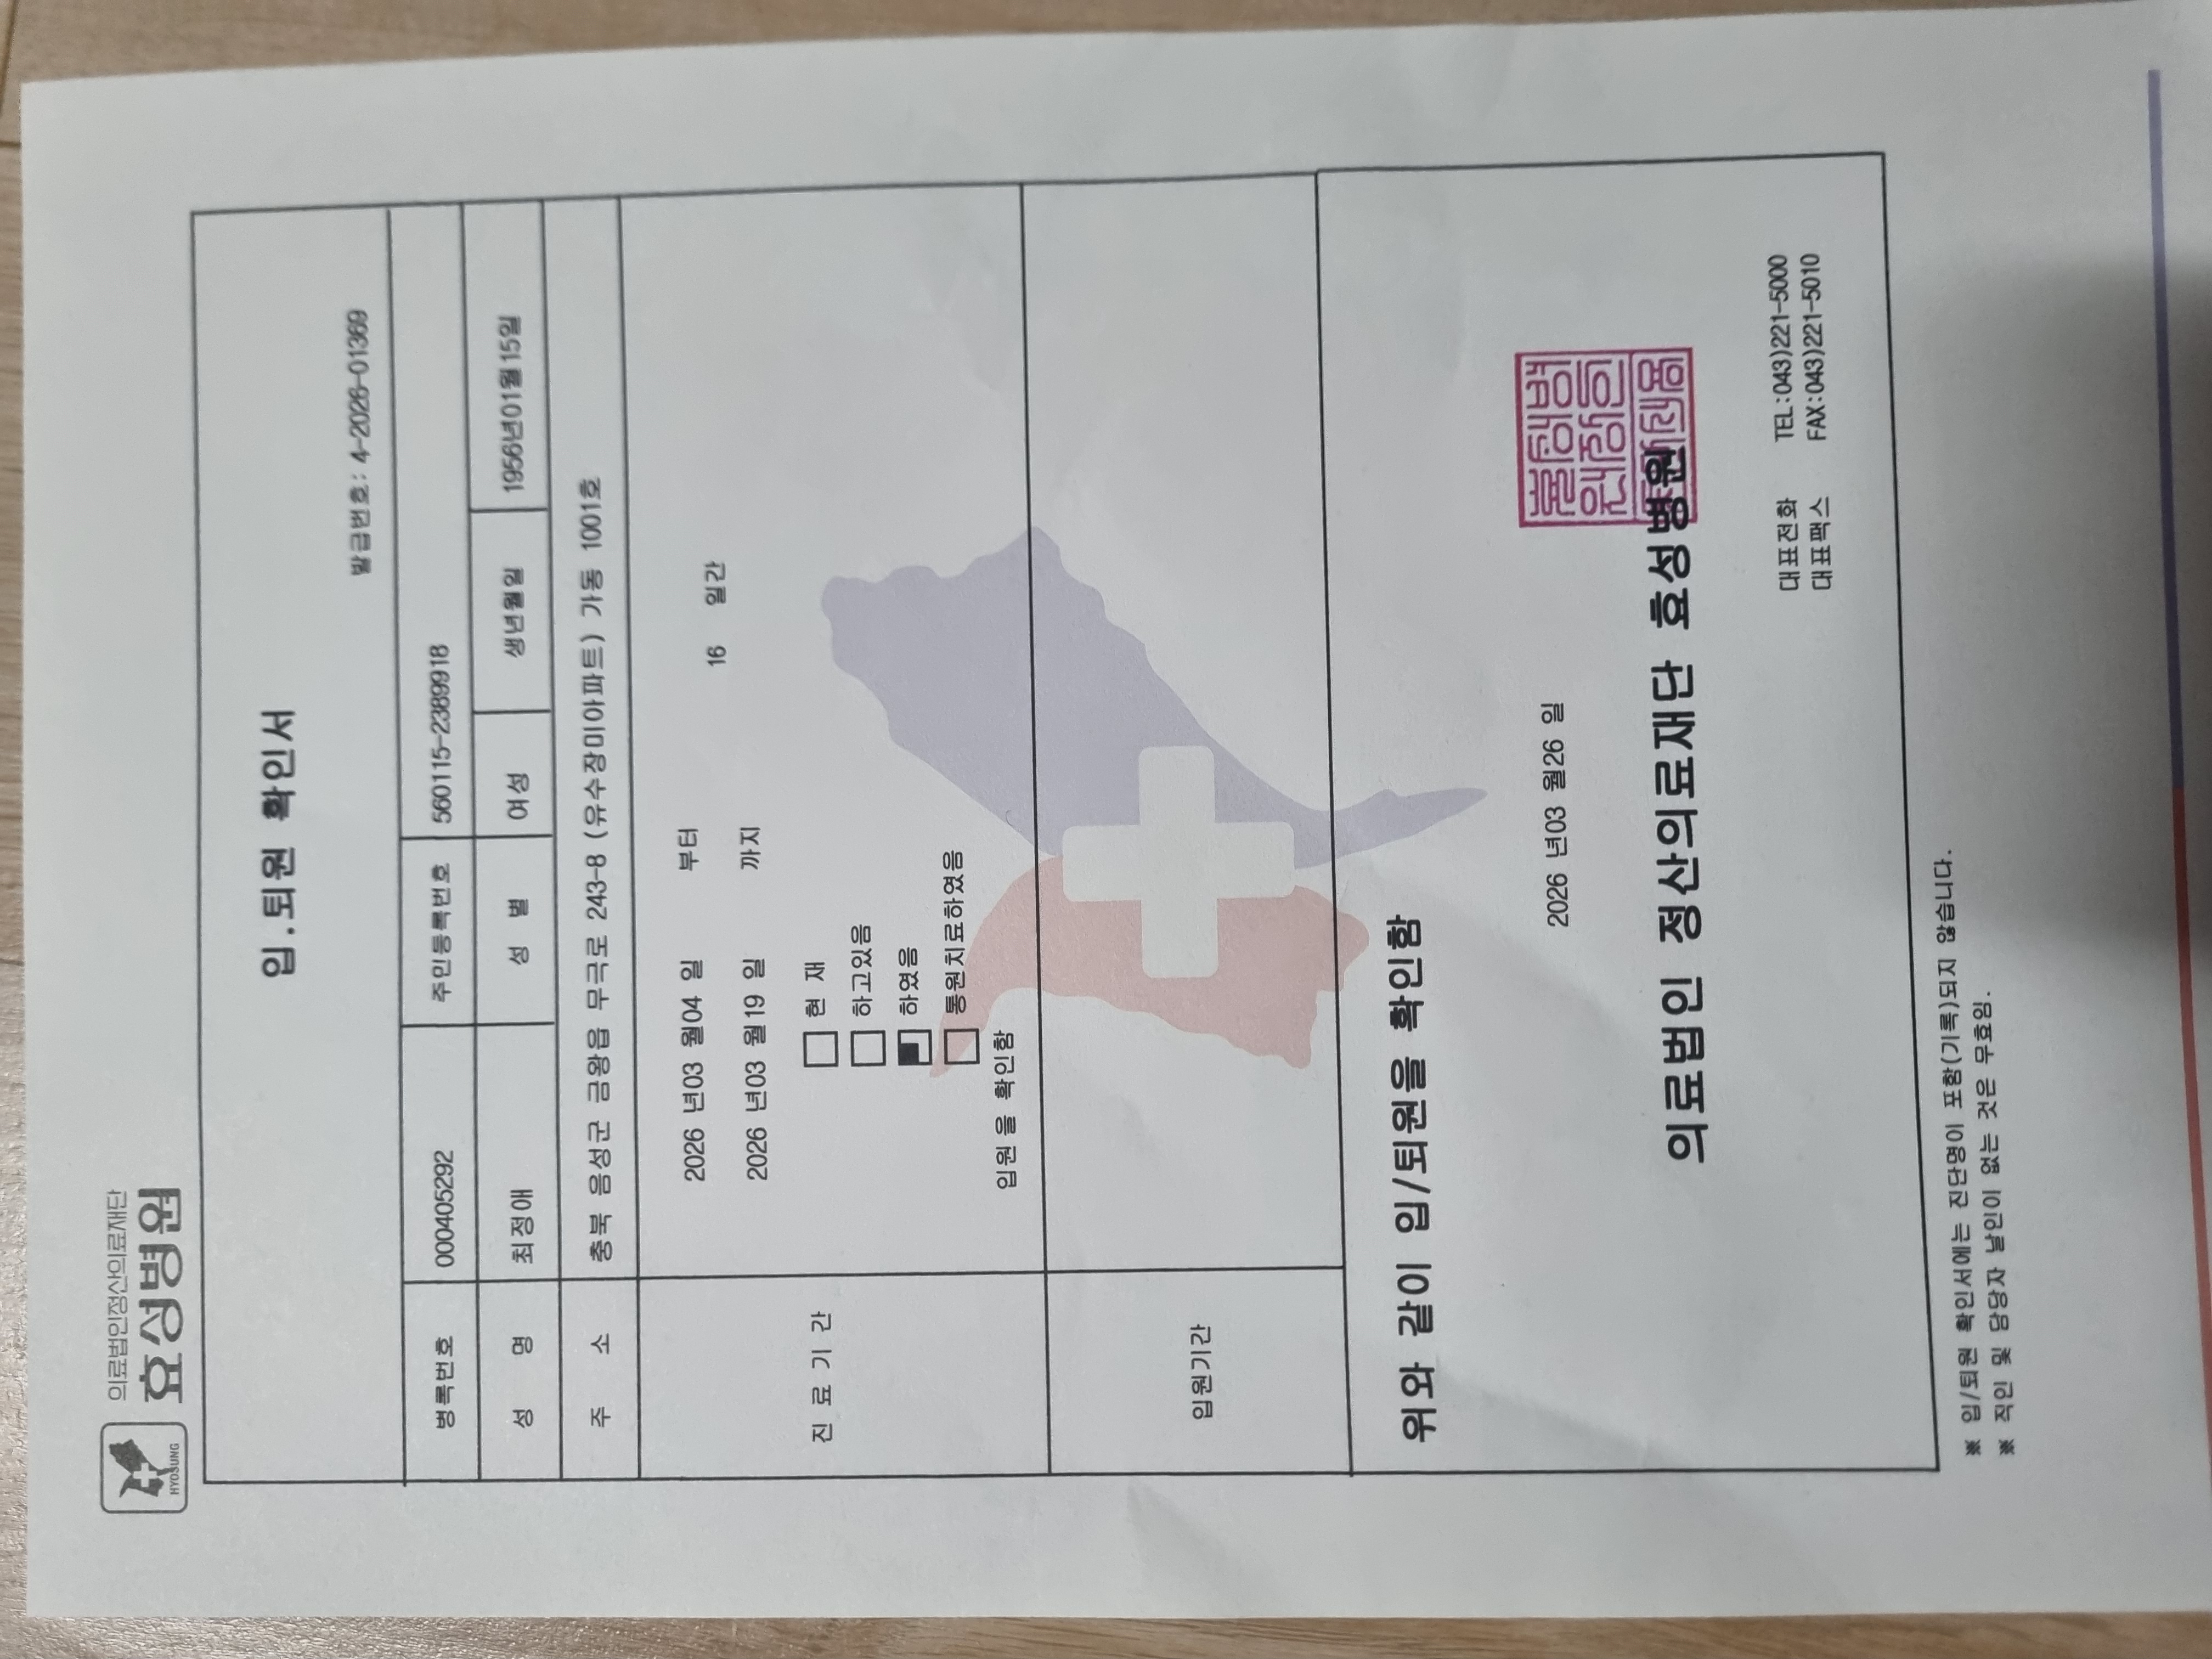 의료법인정산의료재단
효성병원
HYOSUNG
입.퇴원 확인서
발급번호: 4-2026-01369
병록번호 000405292 주민등록번호 560115-2389918
성 명 최정애 성 별 여성 생년월일 1956년01월15일
주 소 충북 음성군 금왕읍 무극로 243-8 (유수장미아파트) 가동 1001호
진 료 기 간
2026 년03 월04 일 부터
16 일간
2026 년03 월19 일 까지
현 재
하고있음
하였음
통원치료하였음
입원 을 확인함
입원기간
위와 같이 입/퇴원을 확인함
2026 년03 월26 일
의료법인 정산의료재단 효성병원
대표전화 TEL:043)221-5000
대표팩스 FAX:043)221-5010
※ 입/퇴원 확인서에는 진단명이 포함(기록)되지 않습니다.
※ 직인 및 담당자 날인이 없는 것은 무효임.